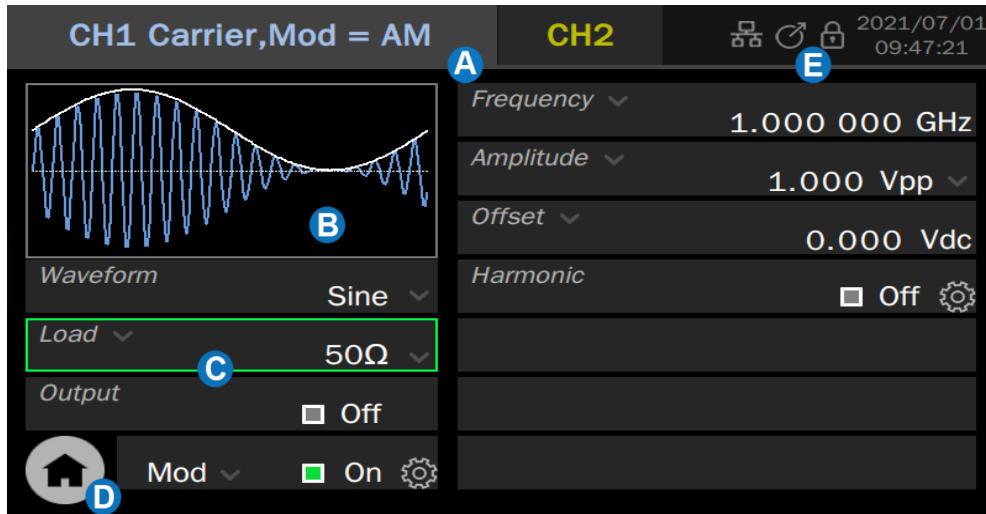 CH1 Carrier,Mod = AM
CH2
2021/07/01
09:47:21
A
E
B
Frequency
1.000 000 GHz
Amplitude
1.000 Vpp
Offset
0.000 Vdc
Waveform
Sine
Harmonic
Off
Load
50Ω
C
Output
Off
Mod
On
D